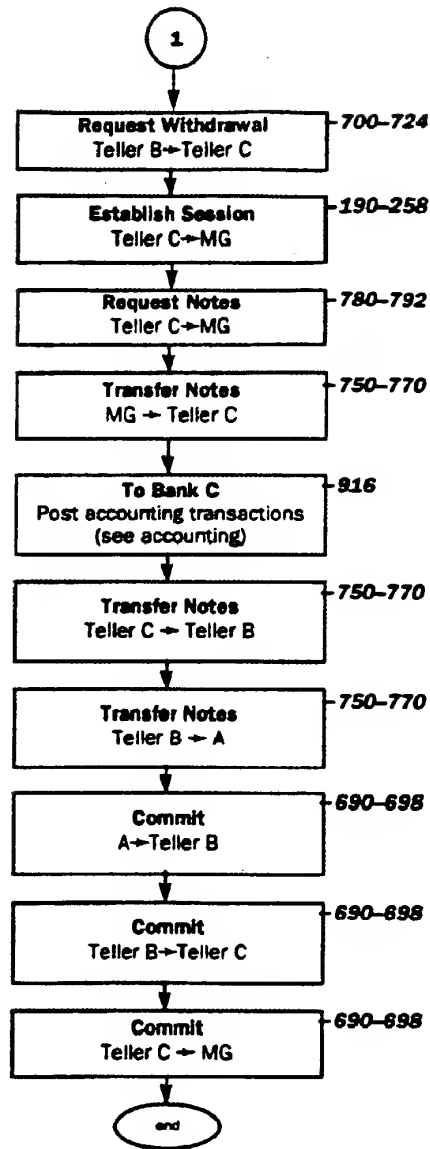 1
Request Withdrawal
Teller B→Teller C
700–724
Establish Session
Teller C→MG
190–258
Request Notes
Teller C→MG
780–792
Transfer Notes
MG → Teller C
750–770
To Bank C
Post accounting transactions
(see accounting)
916
Transfer Notes
Teller C → Teller B
750–770
Transfer Notes
Teller B → A
750–770
Commit
A→Teller B
690–698
Commit
Teller B→Teller C
690–698
Commit
Teller C → MG
690–698
end